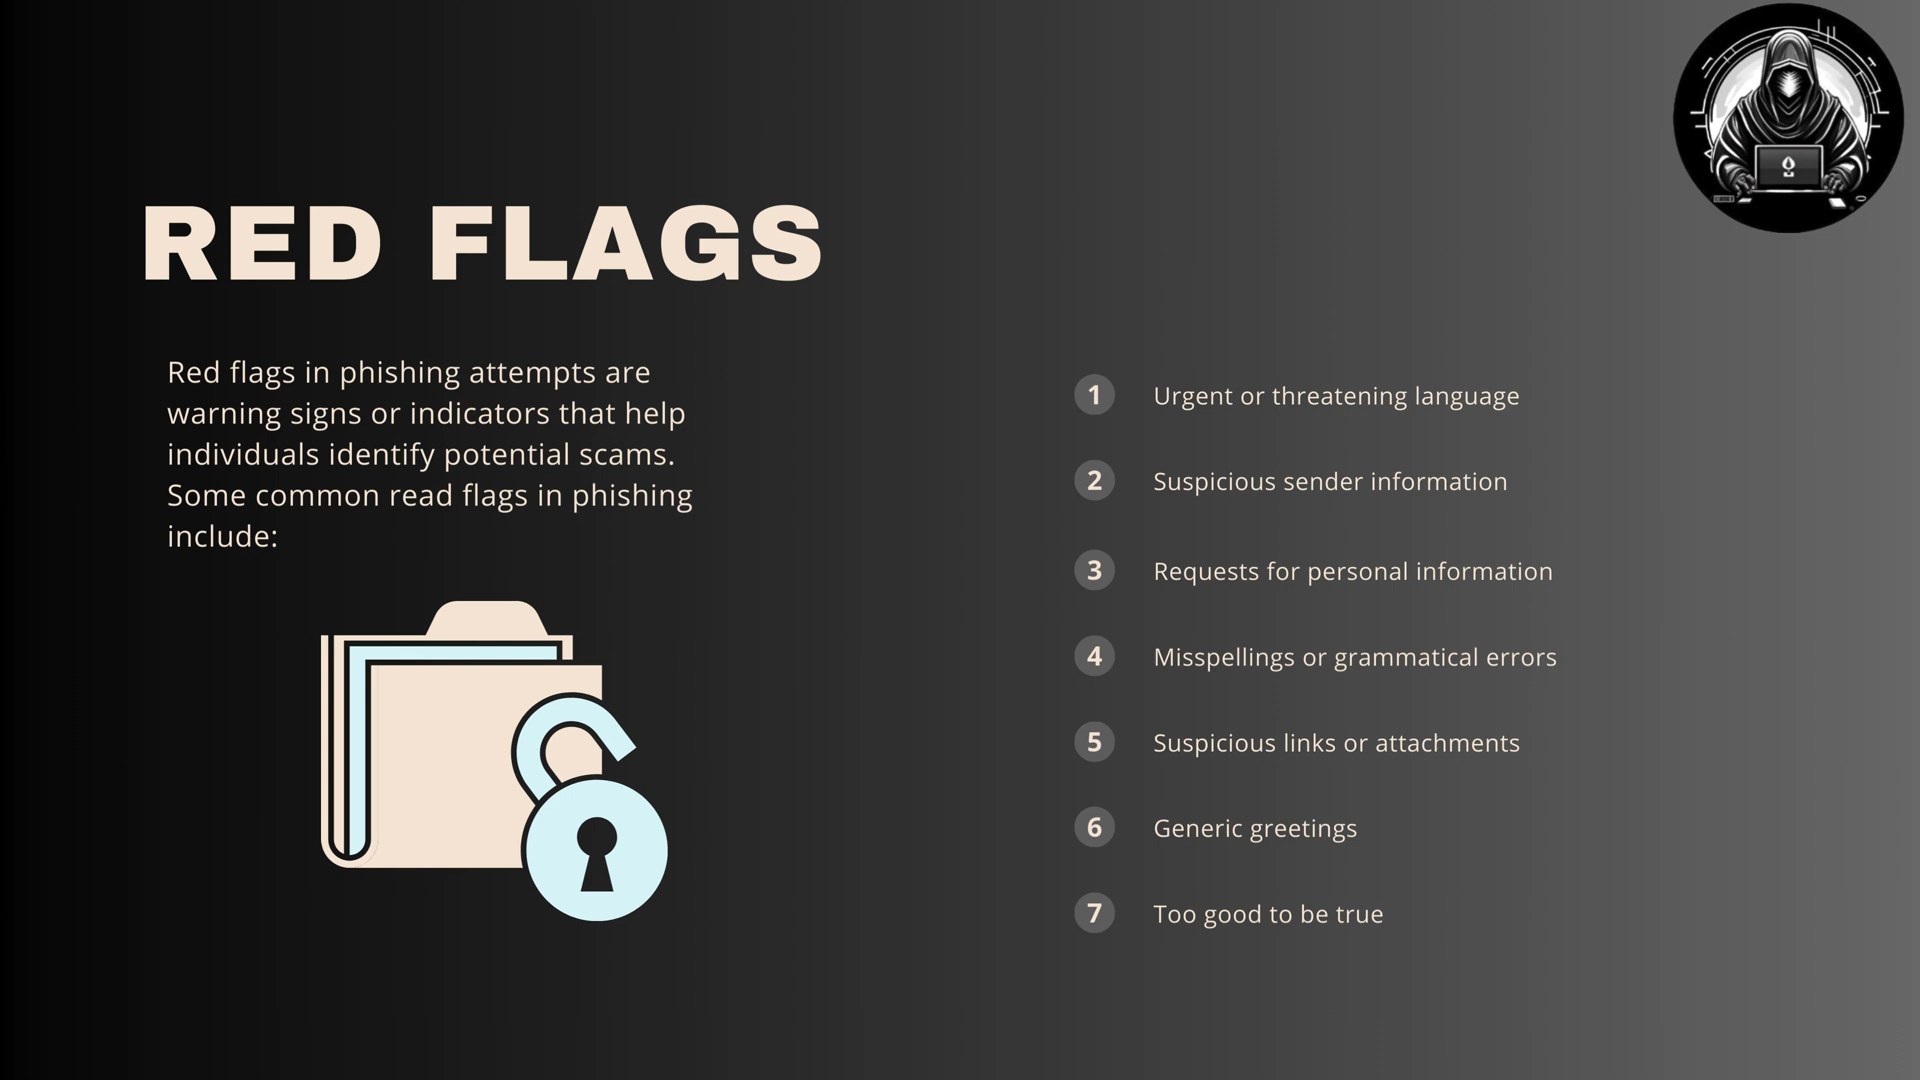 RED FLAGS
Red flags in phishing attempts are
warning signs or indicators that help
individuals identify potential scams.
Some common read flags in phishing
include:
1 Urgent or threatening language
2 Suspicious sender information
3 Requests for personal information
4 Misspellings or grammatical errors
5 Suspicious links or attachments
6 Generic greetings
7 Too good to be true